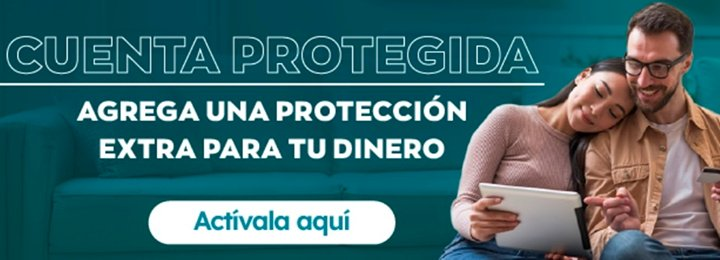 CUENTA PROTEGIDA
AGREGA UNA PROTECCIÓN
EXTRA PARA TU DINERO
Actívala aquí